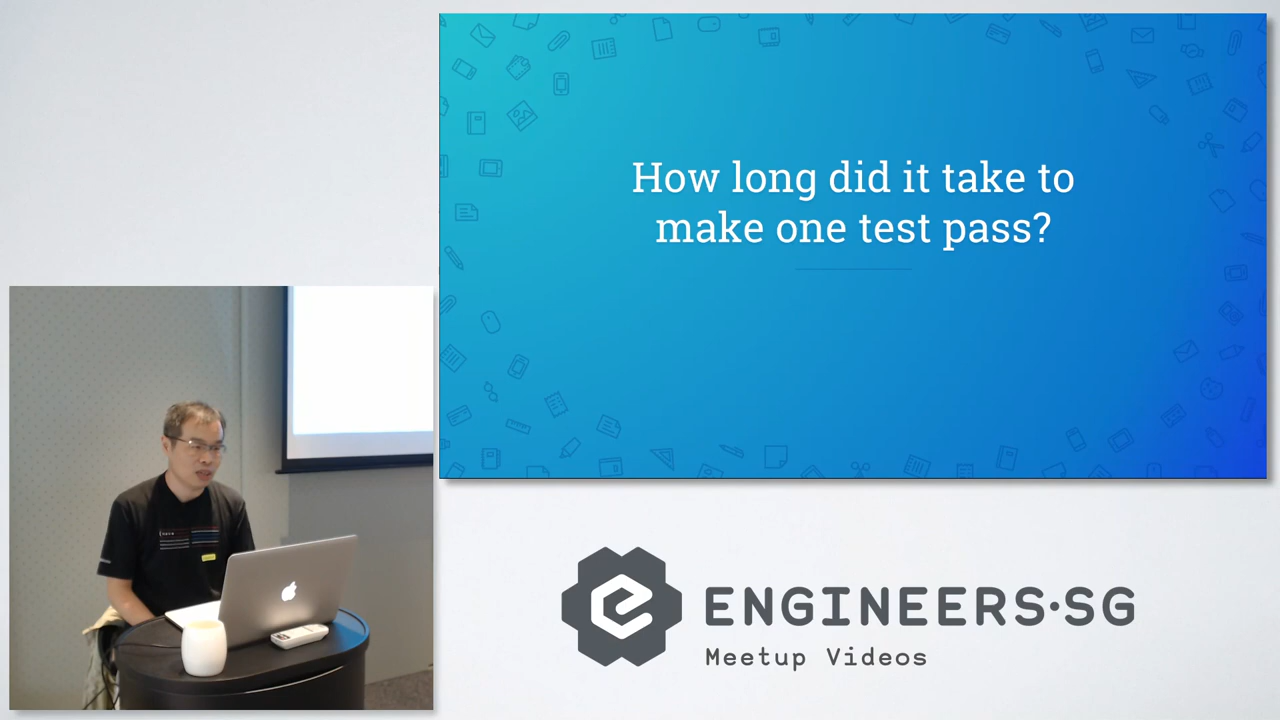 How long did it take to
make one test pass?
ENGINEERS·SG
Meetup Videos